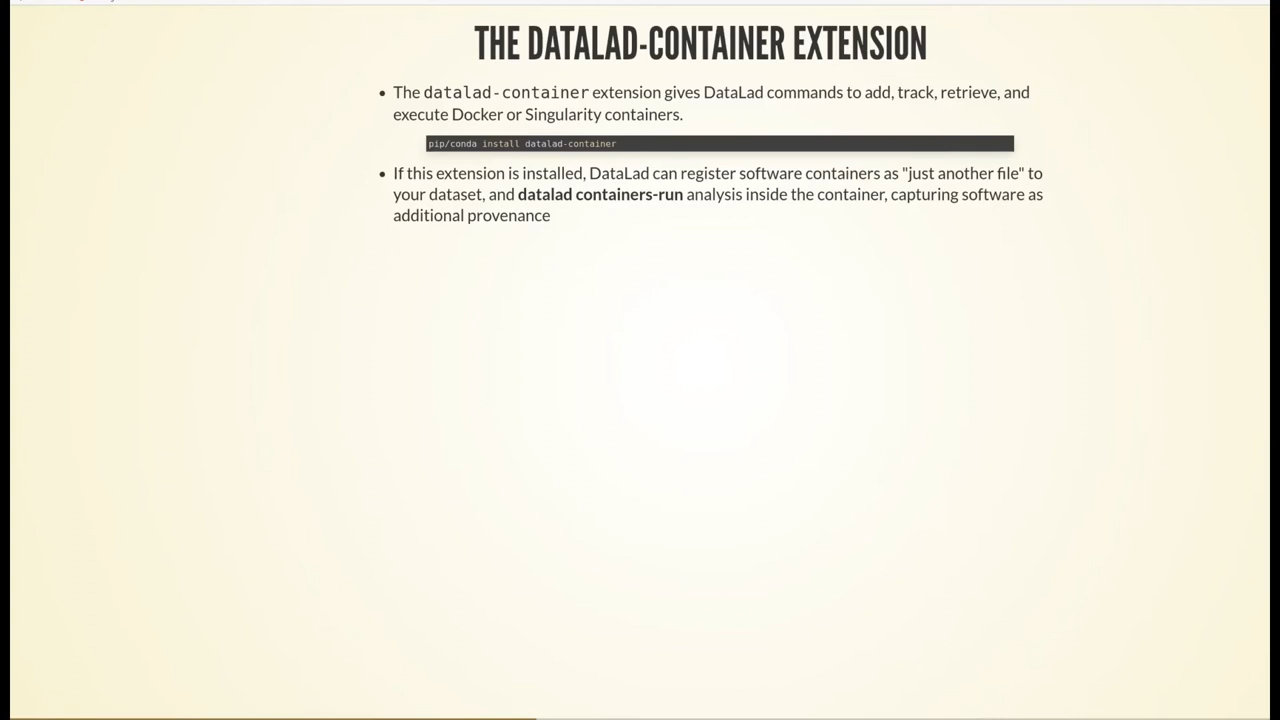 THE DATALAD-CONTAINER EXTENSION
• The datalad-container extension gives DataLad commands to add, track, retrieve, and
execute Docker or Singularity containers.
pip/conda install datalad-container
• If this extension is installed, DataLad can register software containers as "just another file" to
your dataset, and datalad containers-run analysis inside the container, capturing software as
additional provenance